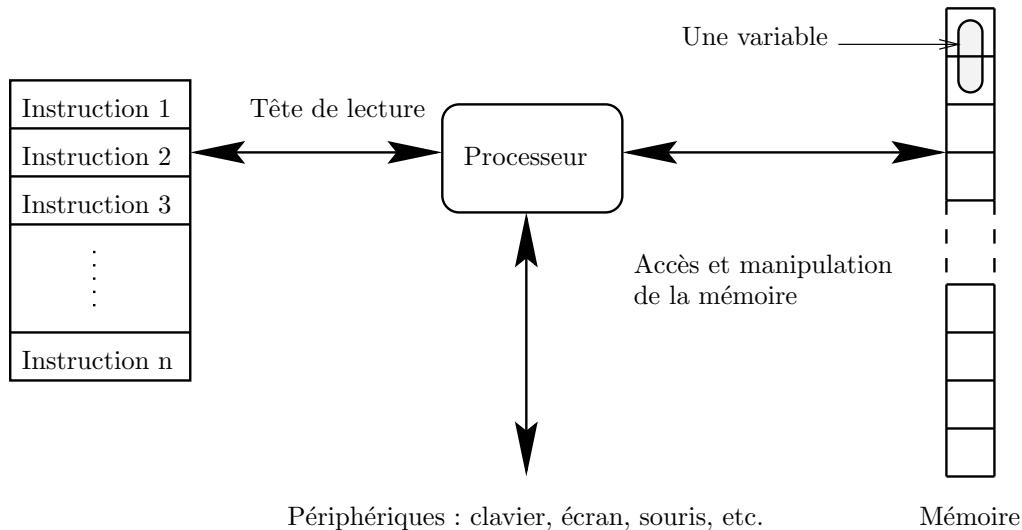 Une variable
Instruction 1
Tête de lecture
Instruction 2
Processeur
Instruction 3
Accès et manipulation
de la mémoire
Instruction n
Périphériques : clavier, écran, souris, etc.
Mémoire